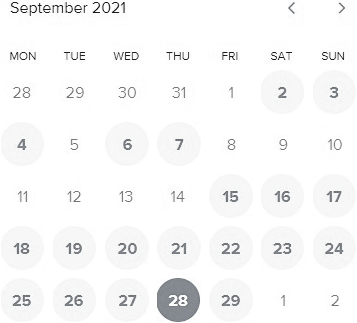 September 2021
MON TUE WED THU FRI SAT SUN
28 29 30 31 1 2 3
4 5 6 7 8 9 10
11 12 13 14 15 16 17
18 19 20 21 22 23 24
25 26 27 28 29 1 2